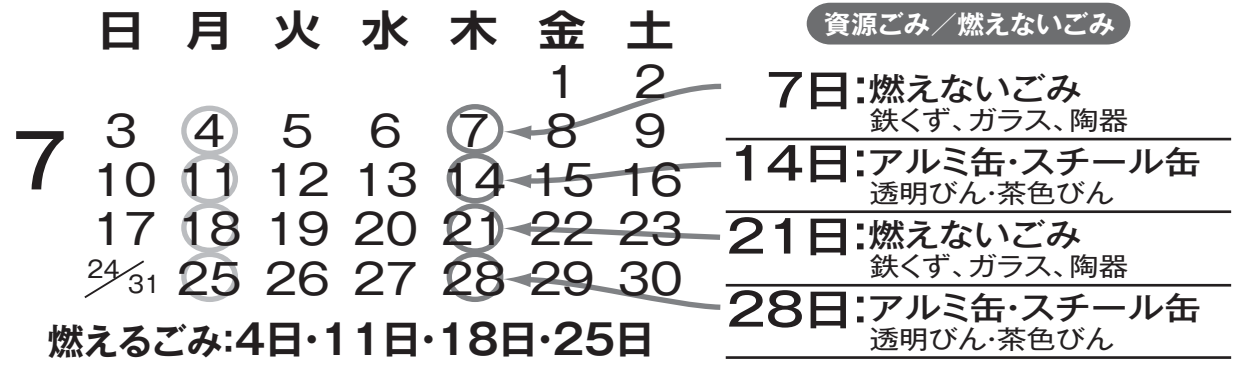 日 月 火 水 木 金 土
1 2
7
3 4 5 6 7 8 9
10 11 12 13 14 15 16
17 18 19 20 21 22 23
24/31 25 26 27 28 29 30
燃えるごみ:4日・11日・18日・25日
資源ごみ/燃えないごみ
7日:燃えないごみ
鉄くず、ガラス、陶器
14日:アルミ缶・スチール缶
透明びん・茶色びん
21日:燃えないごみ
鉄くず、ガラス、陶器
28日:アルミ缶・スチール缶
透明びん・茶色びん